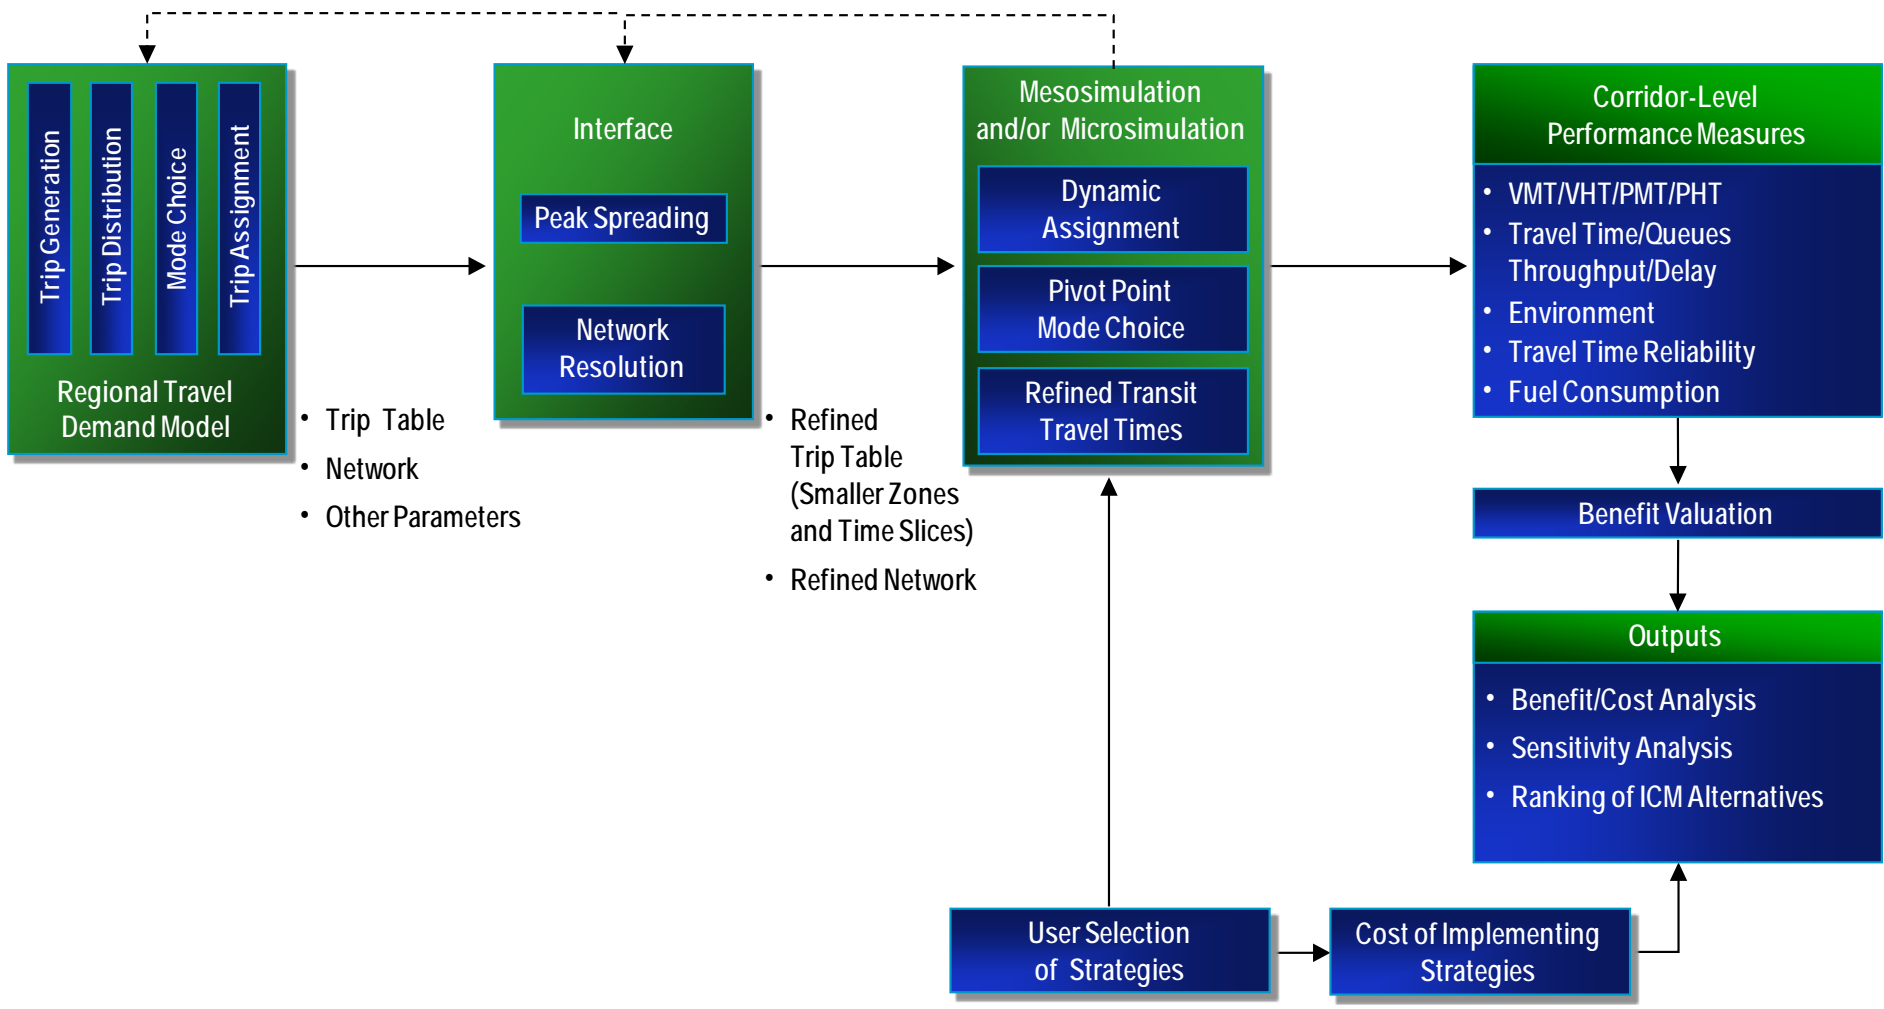 Trip Generation
Trip Distribution
Mode Choice
Trip Assignment
Regional Travel
Demand Model
• Trip Table
• Network
• Other Parameters
Interface
Peak Spreading
Network
Resolution
• Refined
Trip Table
(Smaller Zones
and Time Slices)
• Refined Network
Mesosimulation
and/or Microsimulation
Dynamic
Assignment
Pivot Point
Mode Choice
Refined Transit
Travel Times
Corridor-Level
Performance Measures
• VMT/VHT/PMT/PHT
• Travel Time/Queues
Throughput/Delay
• Environment
• Travel Time Reliability
• Fuel Consumption
Benefit Valuation
Outputs
• Benefit/Cost Analysis
• Sensitivity Analysis
• Ranking of ICM Alternatives
User Selection
of Strategies
Cost of Implementing
Strategies